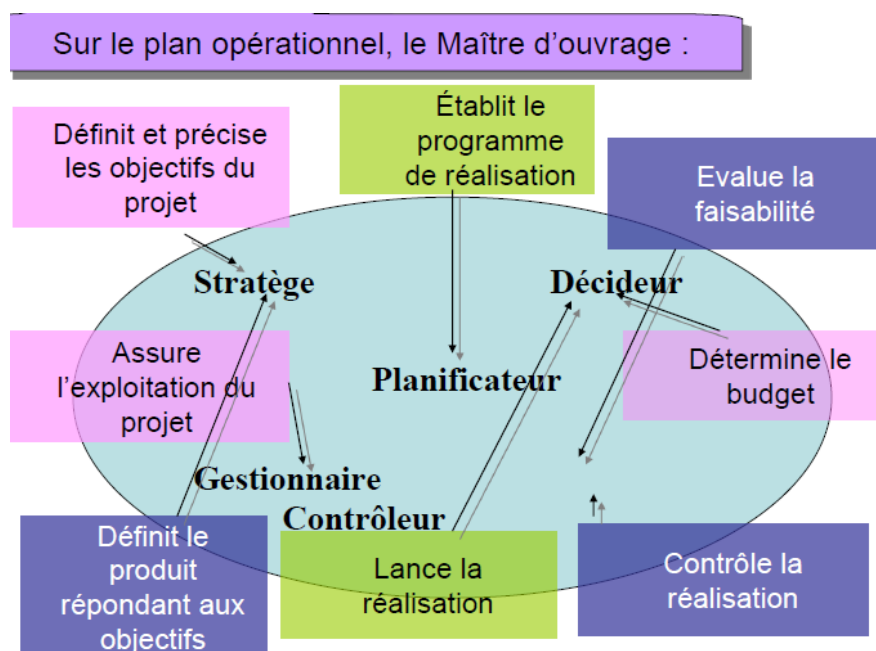 Sur le plan opérationnel, le Maître d'ouvrage :
Établit le
programme
de réalisation
Définit et précise
les objectifs du
projet
Evalue la
faisabilité
Stratège
Décideur
Assure
l'exploitation du
projet
Planificateur
Détermine le
budget
Gestionnaire
Contrôleur
Définit le
produit
répondant aux
objectifs
Lance la
réalisation
Contrôle la
réalisation